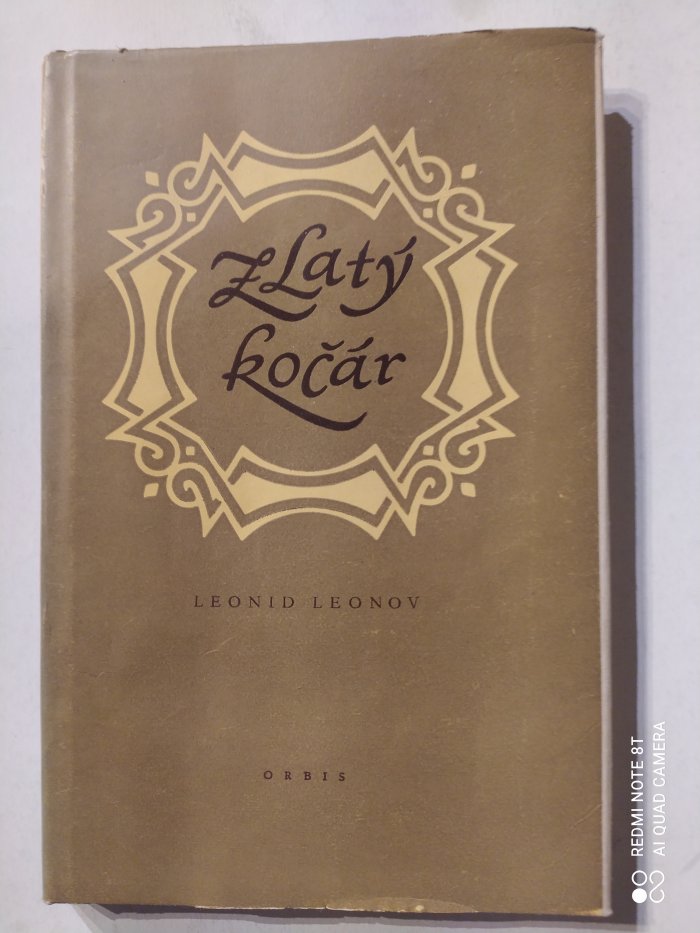 zlatý
kočár
LEONID LEONOV
ORBIS
REDMI NOTE 8T
AI QUAD CAMERA